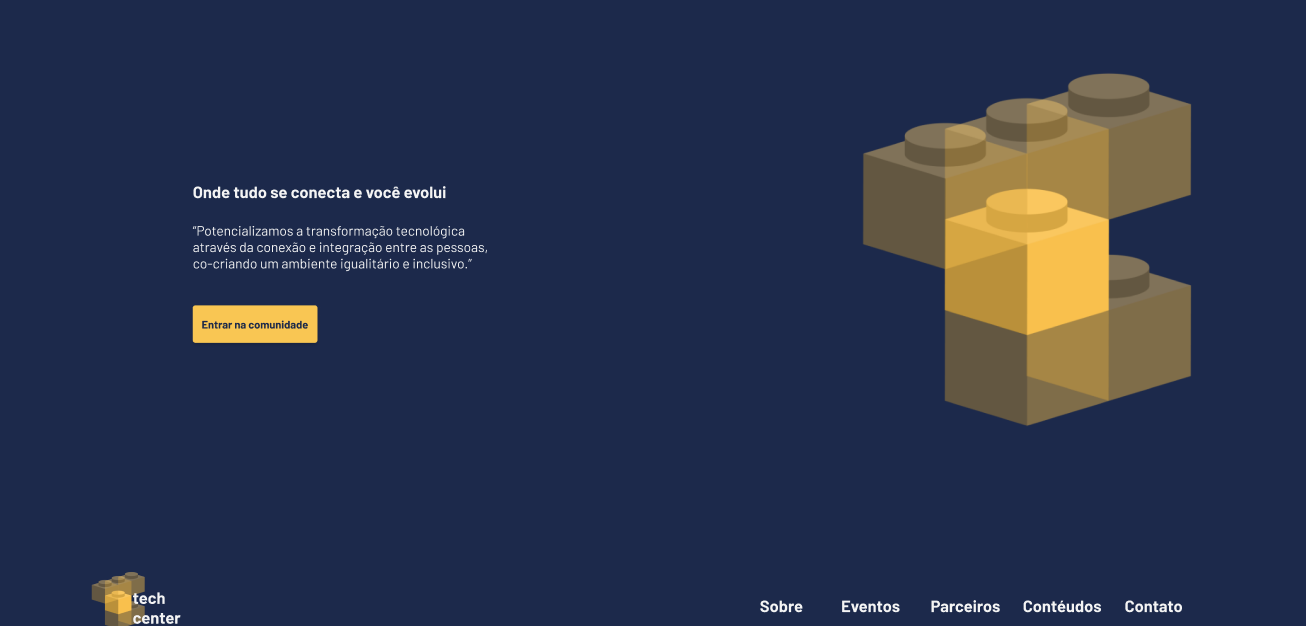 Onde tudo se conecta e você evolui
“Potencializamos a transformação tecnológica
através da conexão e integração entre as pessoas,
co-criando um ambiente igualitário e inclusivo.”
Entrar na comunidade
tech
center
Sobre Eventos Parceiros Contéudos Contato